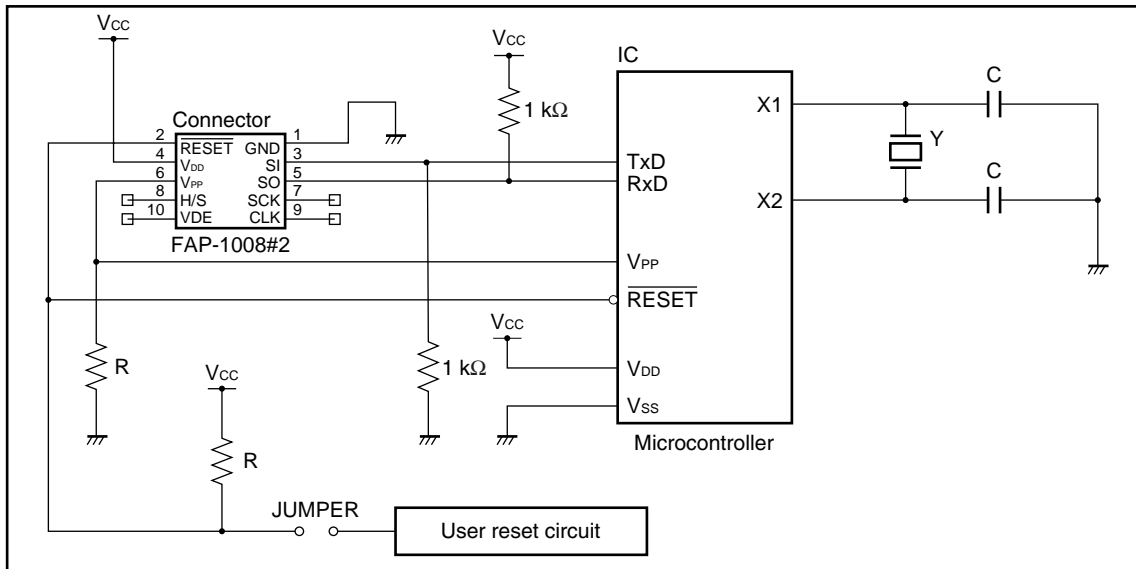 VCC
VCC
IC
C
Connector
1 kΩ
X1
2 RESET GND 1
4 VDD SI 3
6 VPP SO 5
8 H/S SCK 7
10 VDE CLK 9
FAP-1008#2
TxD
RxD
Y
X2
C
VPP
RESET
VCC
R
1 kΩ
VCC
VDD
VSS
Microcontroller
R
JUMPER
User reset circuit